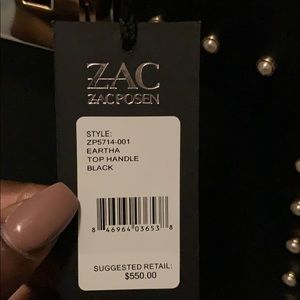 ZAC
ZAC POSEN
STYLE:
ZP5714-001
EARTHA
TOP HANDLE
BLACK
8 46964 03653 8
SUGGESTED RETAIL:
$550.00